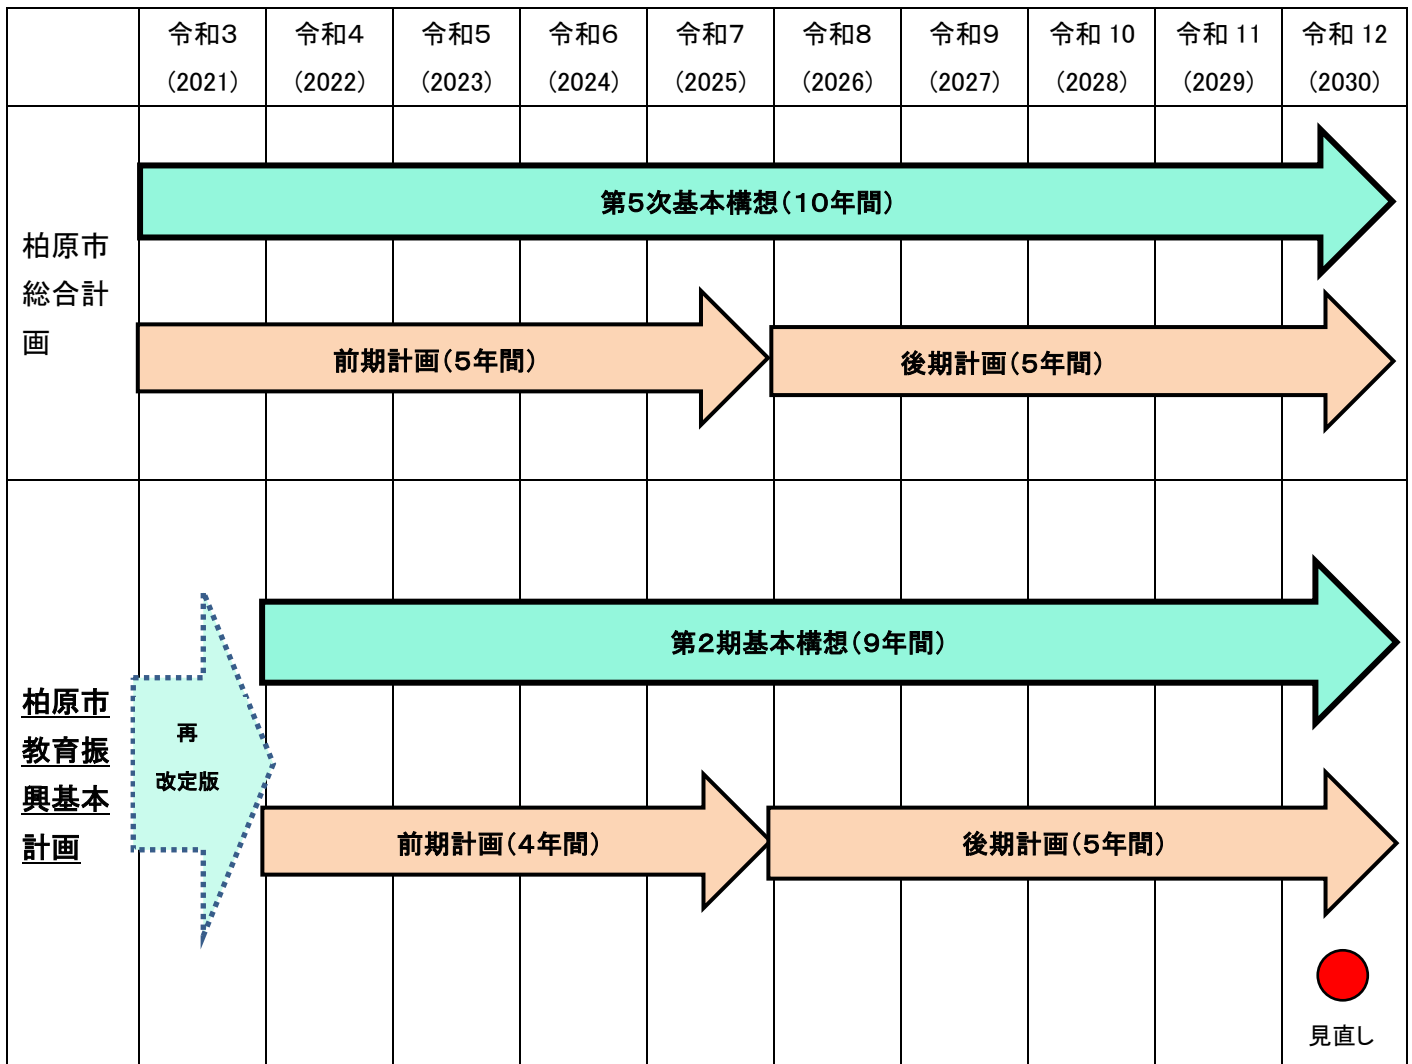 令和3 令和4 令和5 令和6 令和7 令和8 令和9 令和 10 令和 11 令和 12
(2021) (2022) (2023) (2024) (2025) (2026) (2027) (2028) (2029) (2030)
第5次基本構想(10年間)
柏原市
総合計
画
前期計画(5年間) 後期計画(5年間)
第2期基本構想(9年間)
柏原市
教育振
興基本
計画
再
改定版
前期計画(4年間) 後期計画(5年間)
見直し